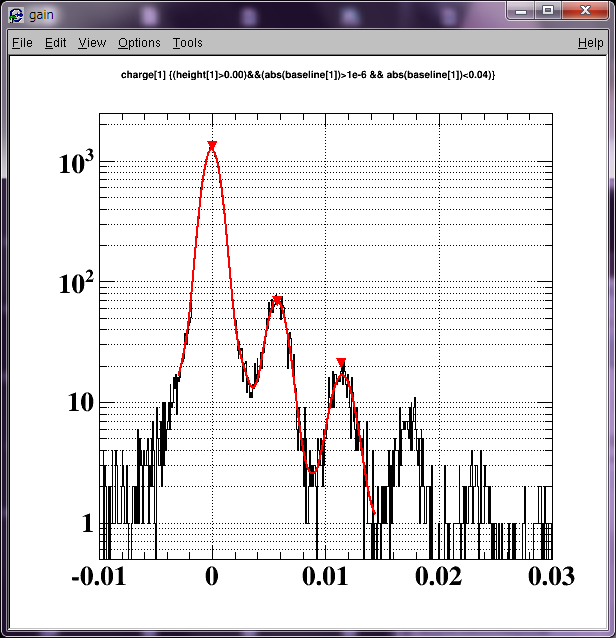 gain
File Edit View Options Tools Help
charge[1] {(height[1]>0.00)&&(abs(baseline[1])>1e-6 && abs(baseline[1])<0.04)}
10³
10²
10
1
-0.01 0 0.01 0.02 0.03